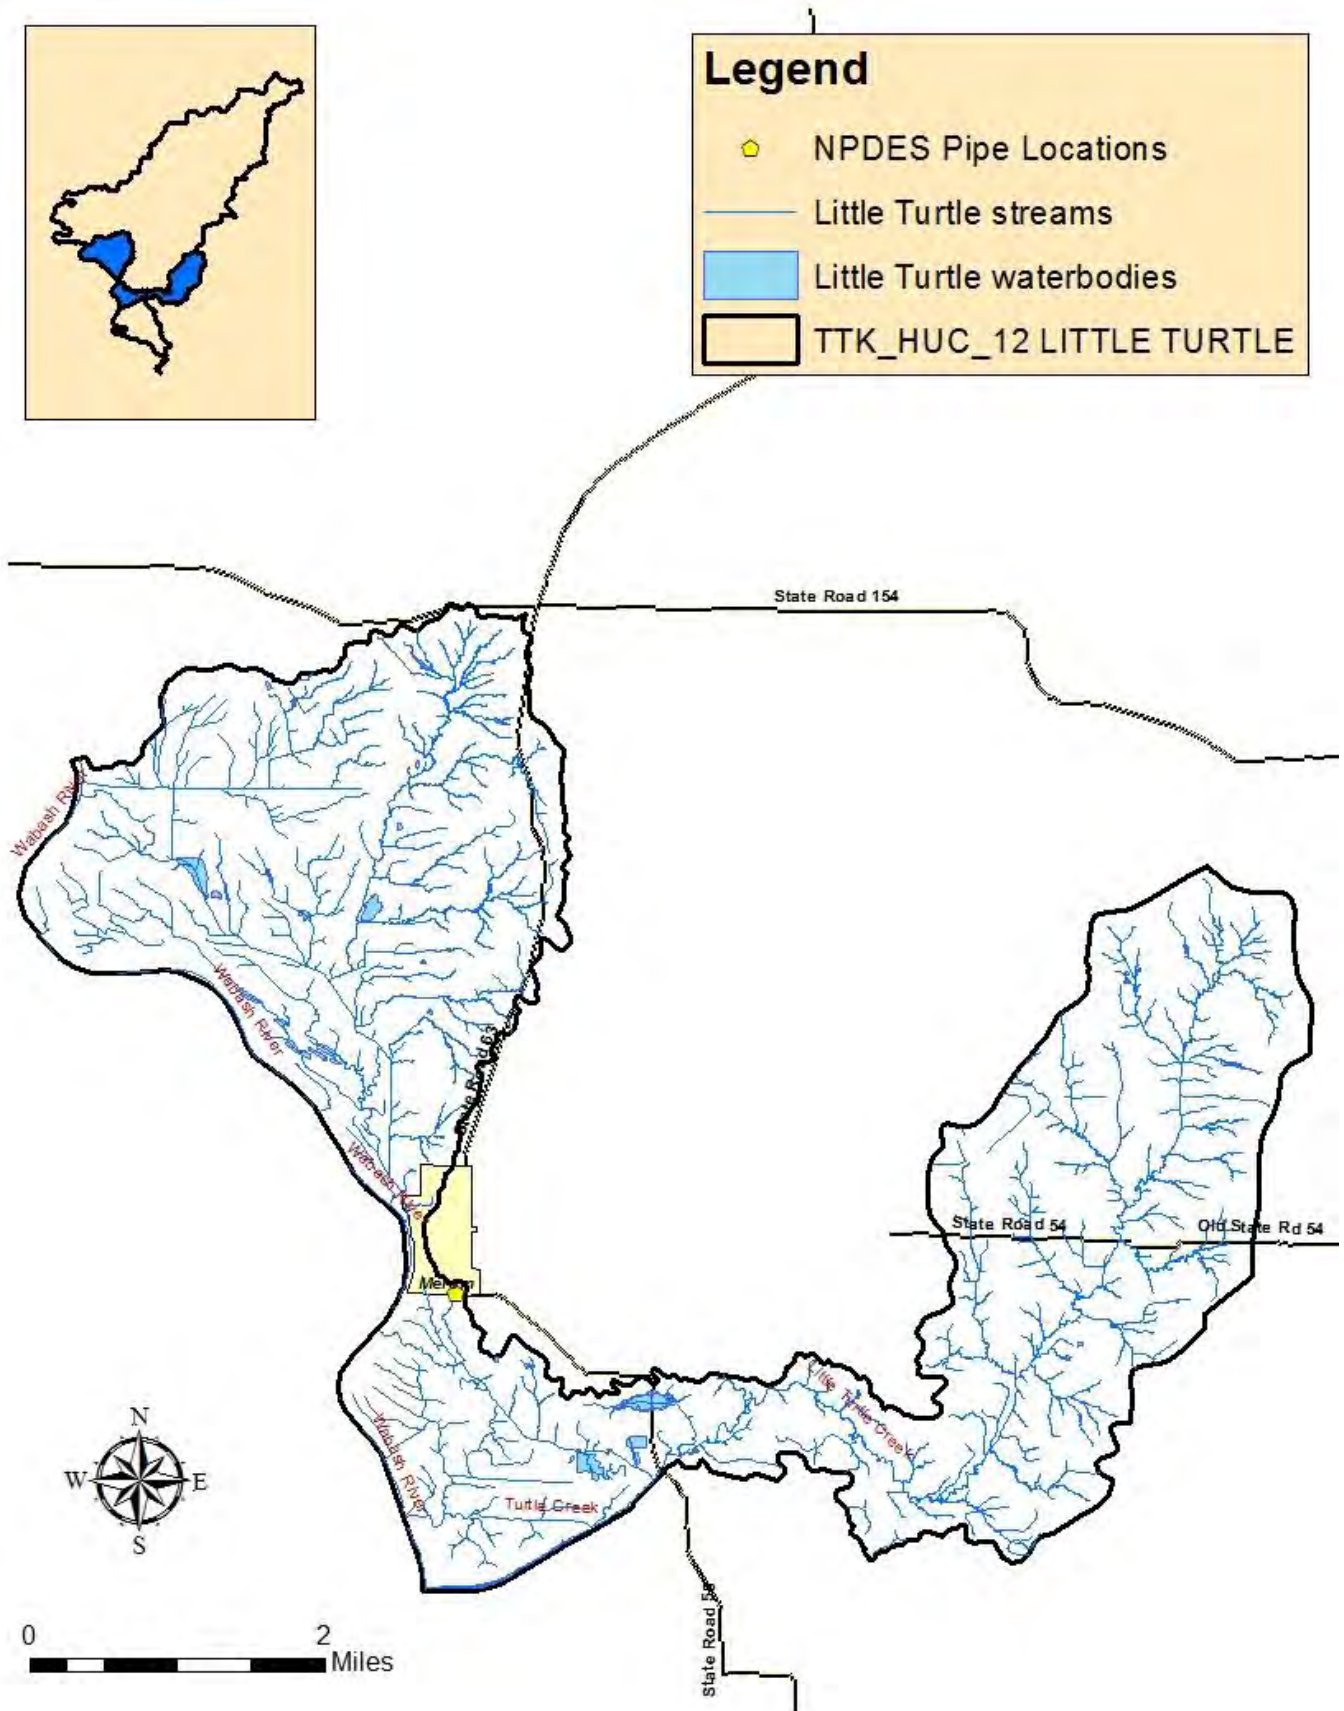 Legend
NPDES Pipe Locations
Little Turtle streams
Little Turtle waterbodies
TTK_HUC_12 LITTLE TURTLE
State Road 154
Wabash River
Wabash River
State Road 63
Wabash River
State Road 54
Old State Rd 54
Merom
Little Turtle Creek
Wabash River
Turtle Creek
N
W
E
S
State Road
0
2
Miles